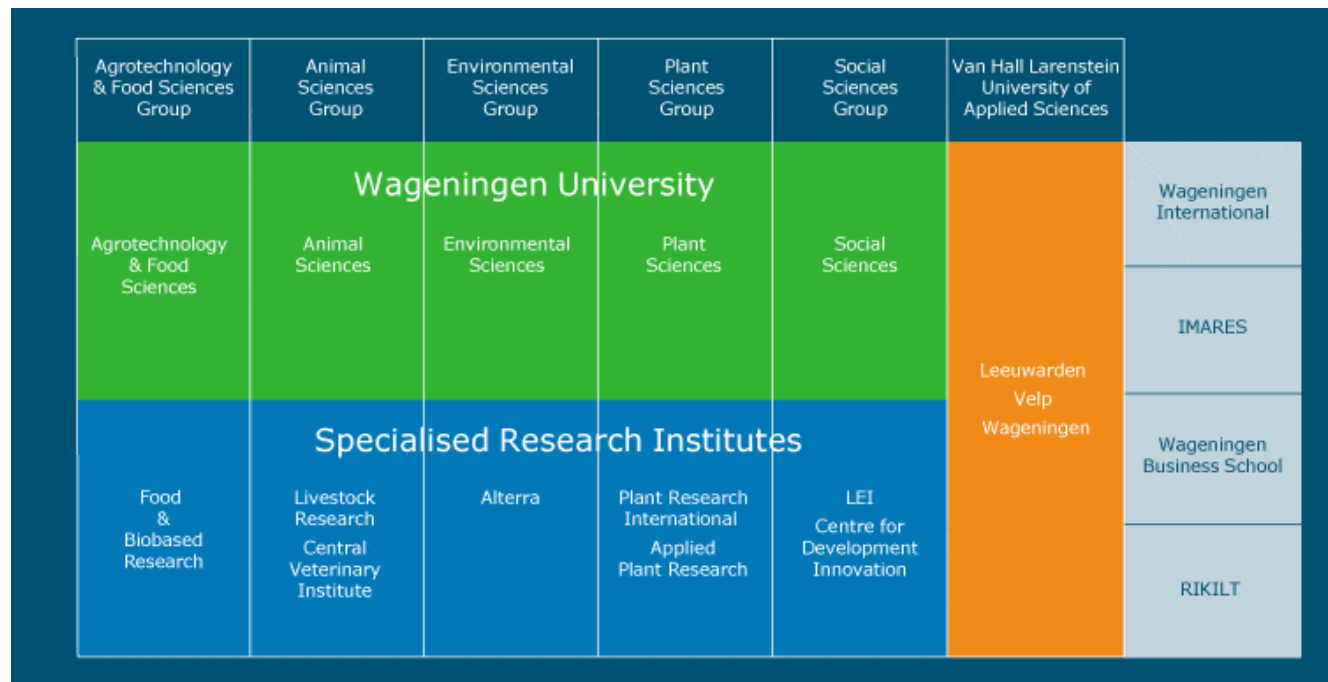 Agrotechnology
& Food Sciences
Group
Animal
Sciences
Group
Environmental
Sciences
Group
Plant
Sciences
Group
Social
Sciences
Group
Van Hall Larenstein
University of
Applied Sciences
Wageningen University
Agrotechnology
& Food
Sciences
Animal
Sciences
Environmental
Sciences
Plant
Sciences
Social
Sciences
Specialised Research Institutes
Food
&
Biobased
Research
Livestock
Research
Central
Veterinary
Institute
Alterra
Plant Research
International
Applied
Plant Research
LEI
Centre for
Development
Innovation
Leeuwarden
Velp
Wageningen
Wageningen
International
IMARES
Wageningen
Business School
RIKILT